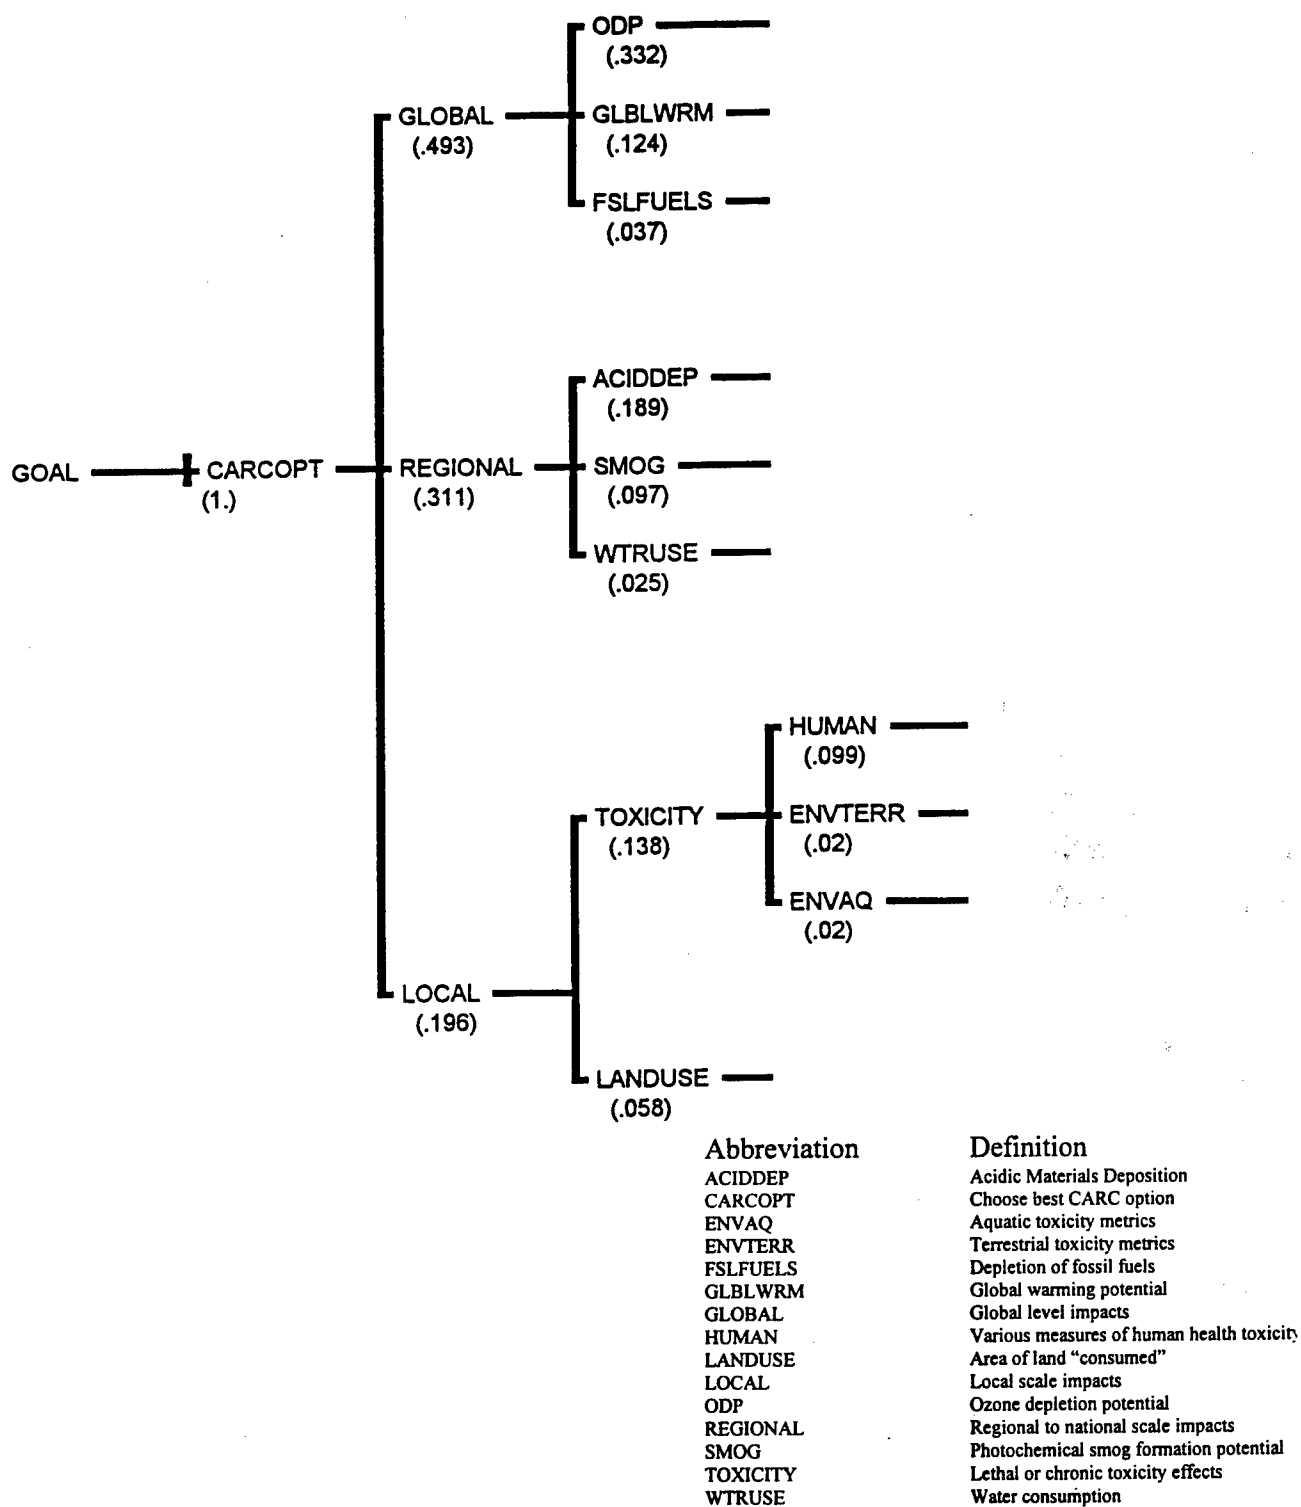 ODP
(.332)
GLOBAL
(.493)
GLBLWRM
(.124)
FSLFUELS
(.037)
ACIDDEP
(.189)
GOAL
CARCOPT
(1.)
REGIONAL
(.311)
SMOG
(.097)
WTRUSE
(.025)
HUMAN
(.099)
TOXICITY
(.138)
ENVTERR
(.02)
ENVAQ
(.02)
LOCAL
(.196)
LANDUSE
(.058)
Abbreviation Definition
ACIDDEP Acidic Materials Deposition
CARCOPT Choose best CARC option
ENVAQ Aquatic toxicity metrics
ENVTERR Terrestrial toxicity metrics
FSLFUELS Depletion of fossil fuels
GLBLWRM Global warming potential
GLOBAL Global level impacts
HUMAN Various measures of human health toxicity
LANDUSE Area of land “consumed”
LOCAL Local scale impacts
ODP Ozone depletion potential
REGIONAL Regional to national scale impacts
SMOG Photochemical smog formation potential
TOXICITY Lethal or chronic toxicity effects
WTRUSE Water consumption